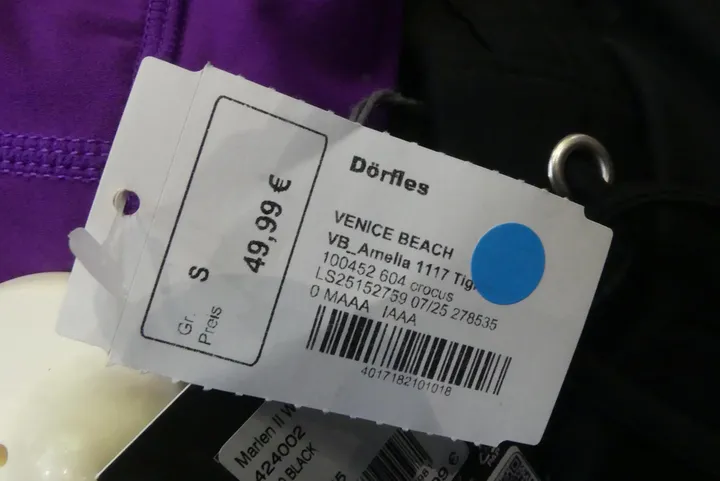 Dörfles
VENICE BEACH
VB_Amelia 1117
100452 604 crocus
LS25152759 07/25 278535
0 MAAA IAAA
4017182101018
Gr. S
Preis 49,99 €
Marlen II
424002
BLACK